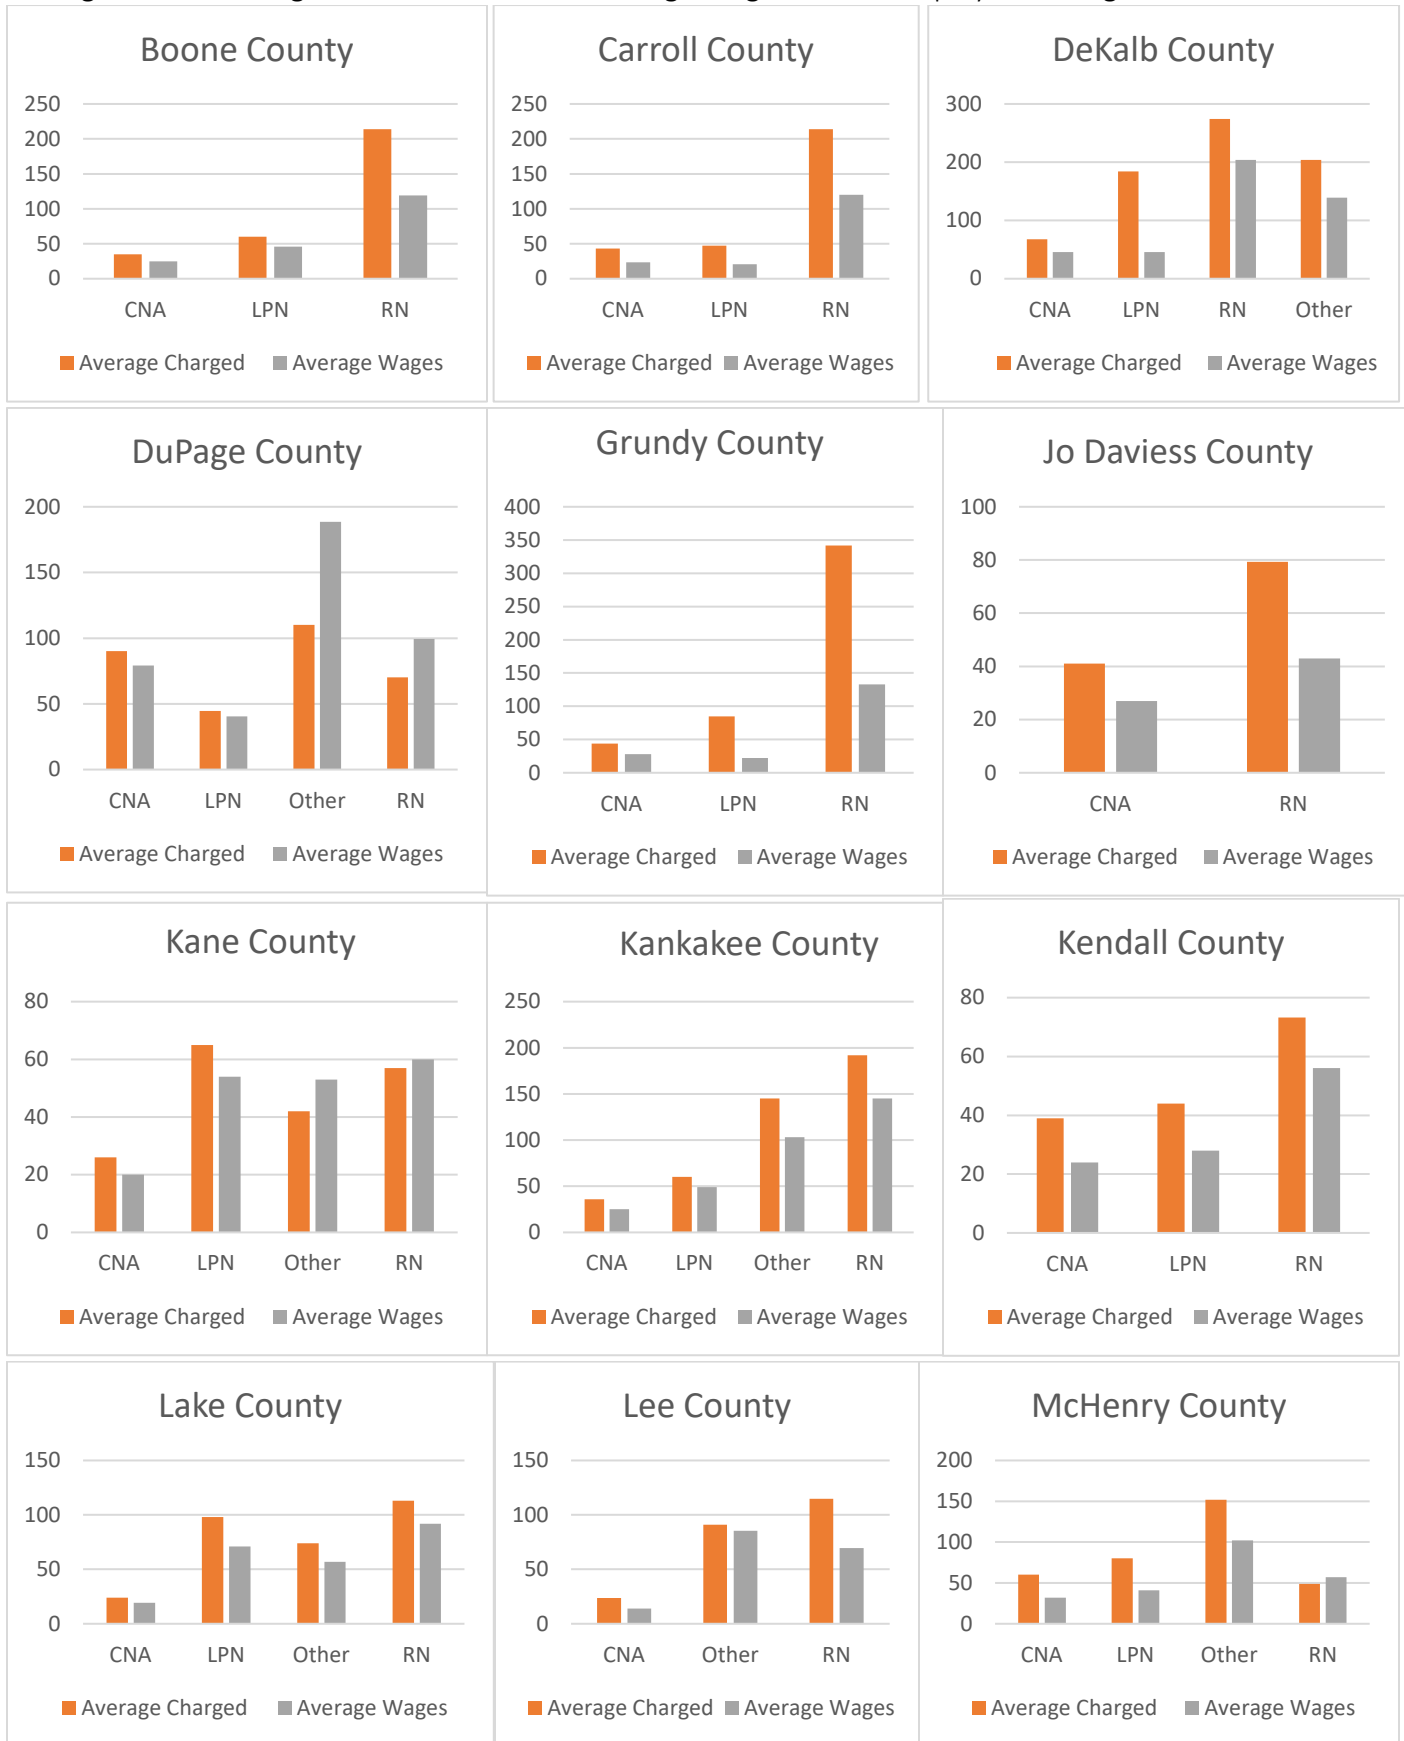 Boone County
250
200
150
100
50
0
CNA LPN RN
Average Charged Average Wages
Carroll County
250
200
150
100
50
0
CNA LPN RN
Average Charged Average Wages
DeKalb County
300
200
100
0
CNA LPN RN Other
Average Charged Average Wages
DuPage County
200
150
100
50
0
CNA LPN Other RN
Average Charged Average Wages
Grundy County
400
350
300
250
200
150
100
50
0
CNA LPN RN
Average Charged Average Wages
Jo Daviess County
100
80
60
40
20
0
CNA RN
Average Charged Average Wages
Kane County
80
60
40
20
0
CNA LPN Other RN
Average Charged Average Wages
Kankakee County
250
200
150
100
50
0
CNA LPN Other RN
Average Charged Average Wages
Kendall County
80
60
40
20
0
CNA LPN RN
Average Charged Average Wages
Lake County
150
100
50
0
CNA LPN Other RN
Average Charged Average Wages
Lee County
150
100
50
0
CNA Other RN
Average Charged Average Wages
McHenry County
200
150
100
50
0
CNA LPN Other RN
Average Charged Average Wages